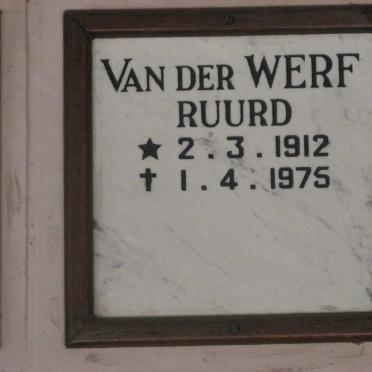 VAN DER WERF
RUURD
★ 2.3.1912
✝ 1.4.1975